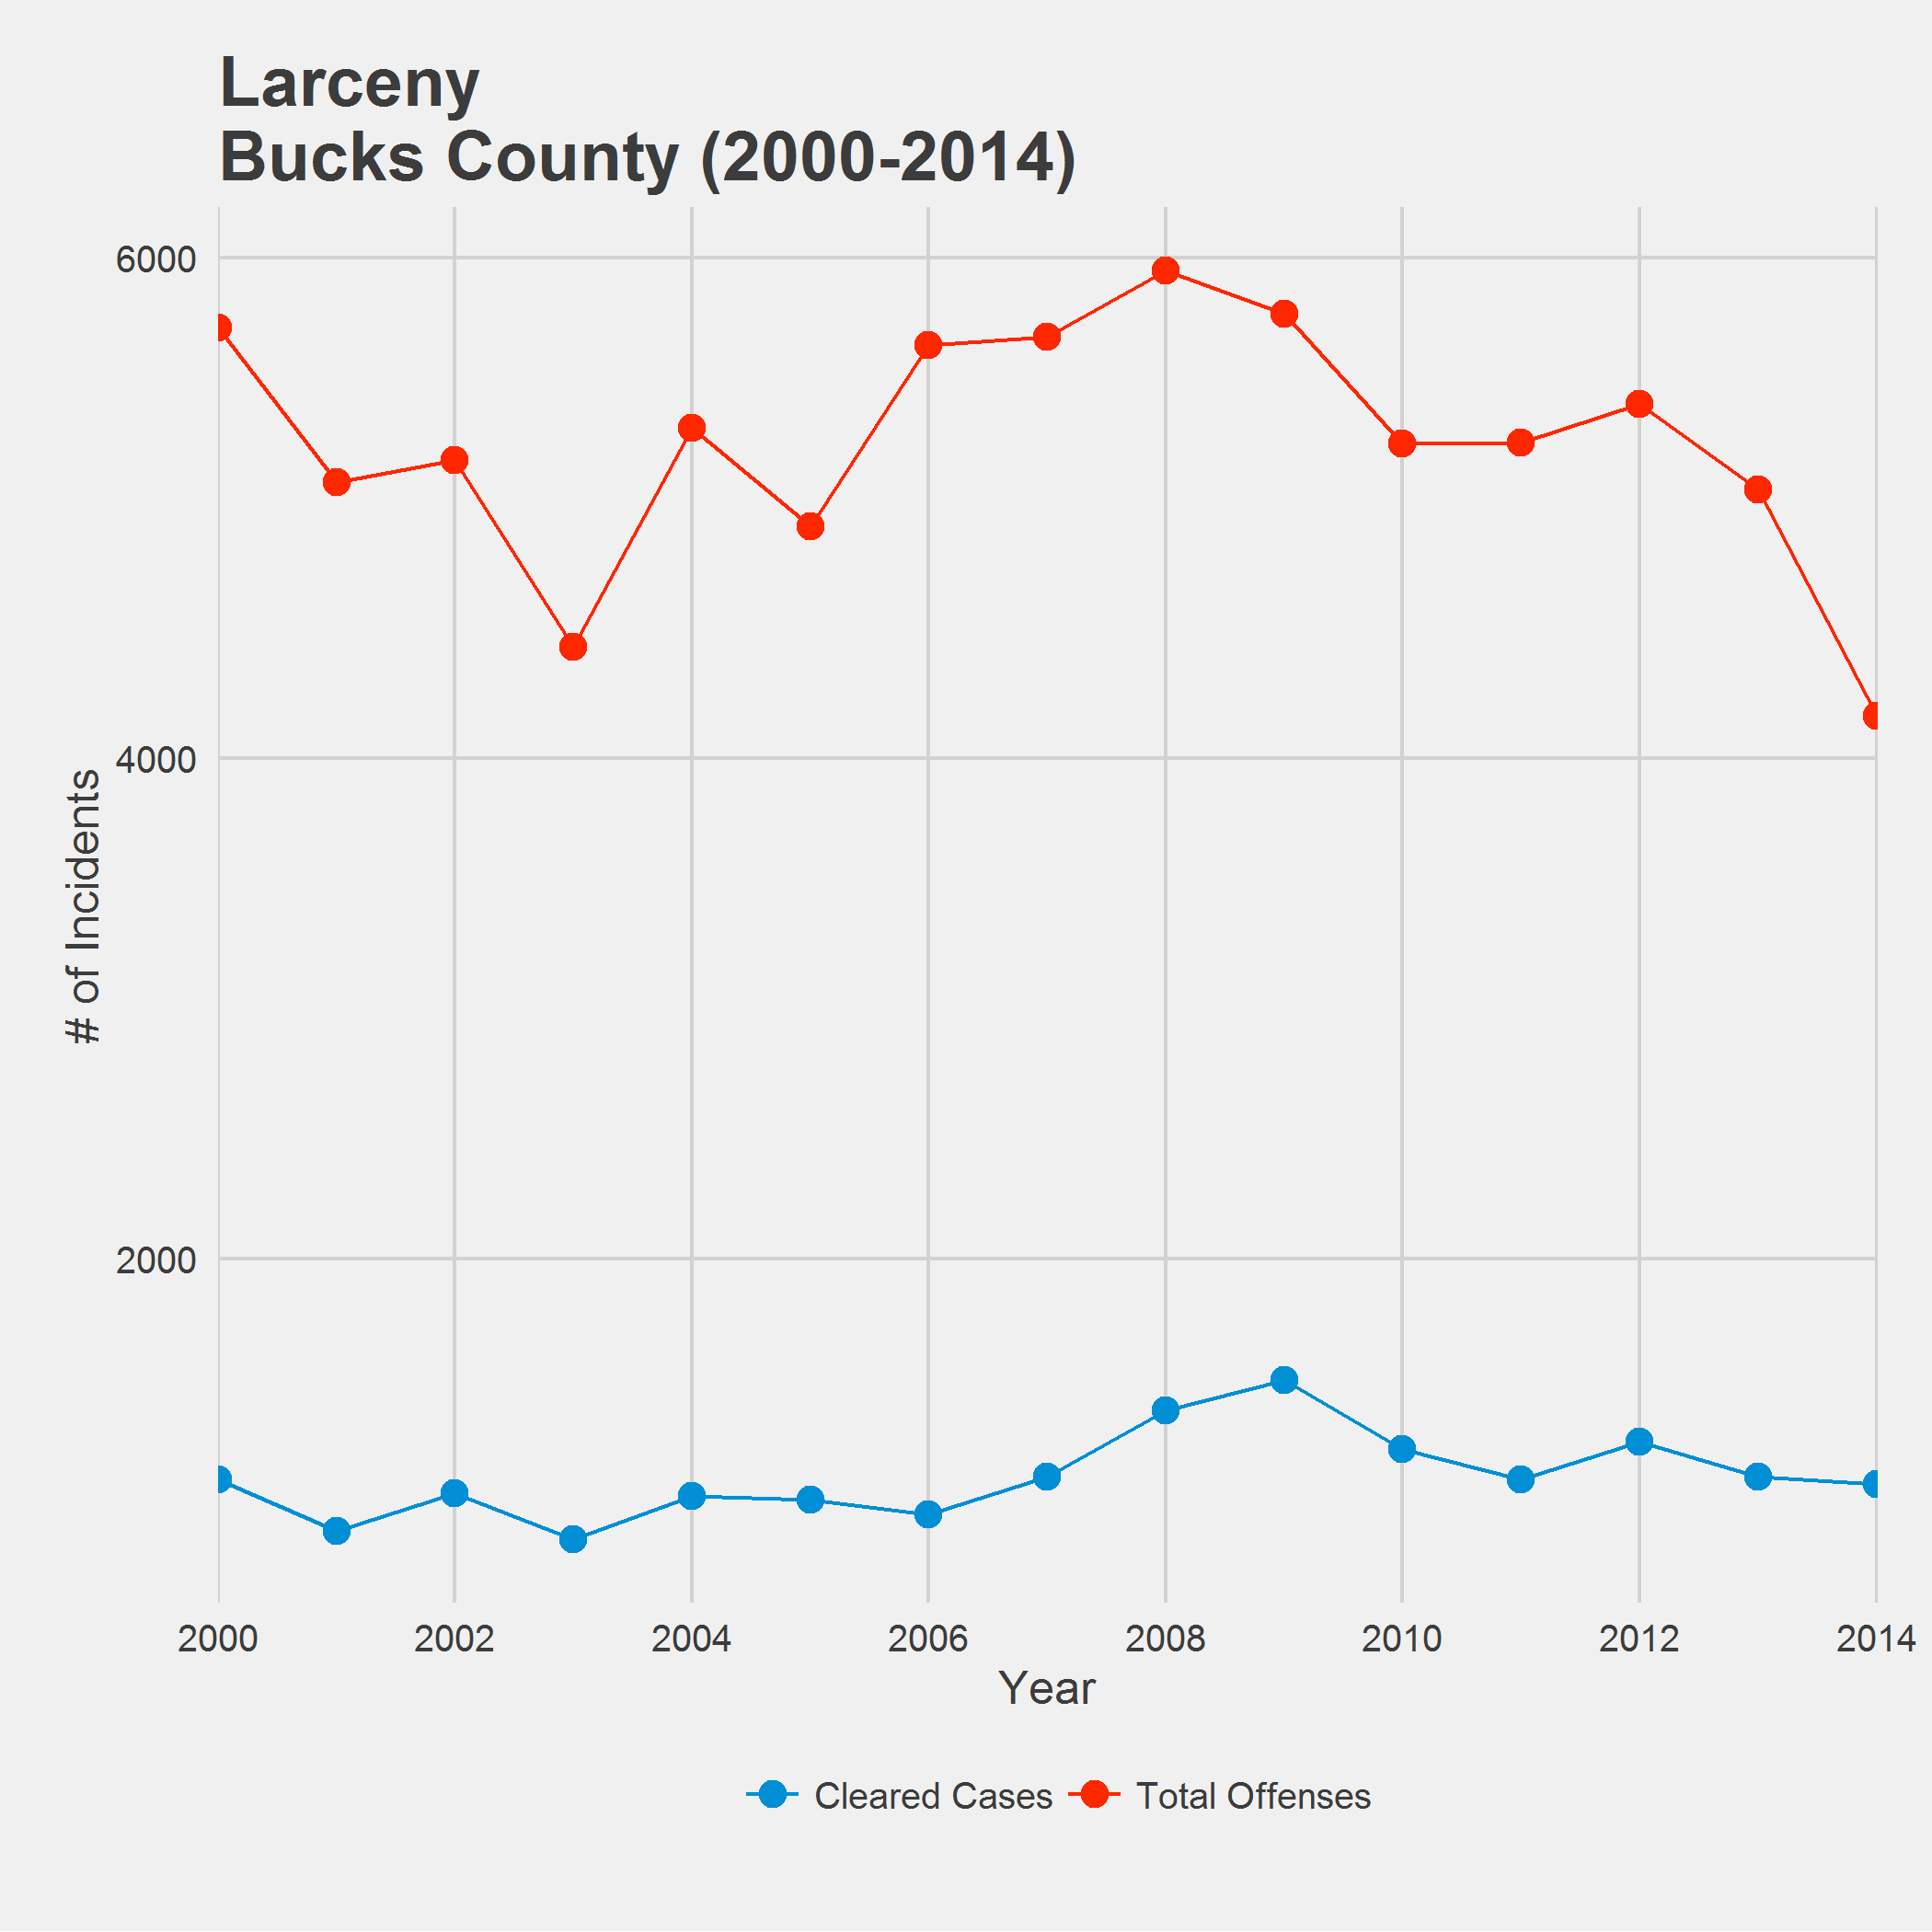 Larceny
Bucks County (2000-2014)
6000
4000
2000
# of Incidents
2000 2002 2004 2006 2008 2010 2012 2014
Year
Cleared Cases Total Offenses